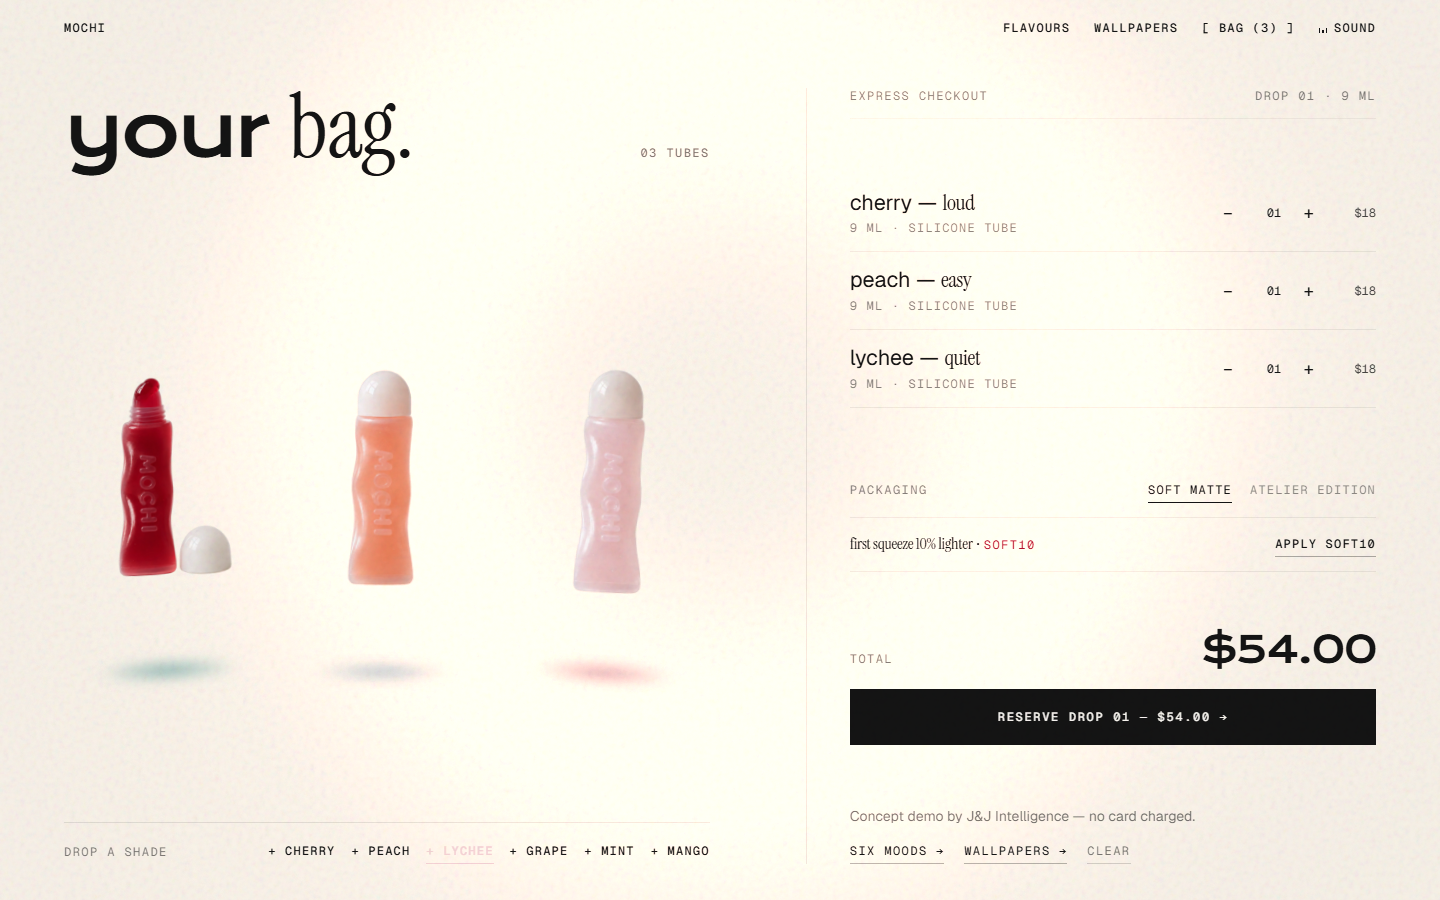 MOCHI
FLAVOURS WALLPAPERS [ BAG (3) ] SOUND
your bag.
03 TUBES
MOCHI
MOCHI
MOCHI
DROP A SHADE + CHERRY + PEACH + LYCHEE + GRAPE + MINT + MANGO
EXPRESS CHECKOUT DROP 01 · 9 ML
cherry — loud
9 ML · SILICONE TUBE
− 01 + $18
peach — easy
9 ML · SILICONE TUBE
− 01 + $18
lychee — quiet
9 ML · SILICONE TUBE
− 01 + $18
PACKAGING SOFT MATTE ATELIER EDITION
first squeeze 10% lighter · SOFT10 APPLY SOFT10
TOTAL $54.00
RESERVE DROP 01 — $54.00 →
Concept demo by J&J Intelligence — no card charged.
SIX MOODS → WALLPAPERS → CLEAR